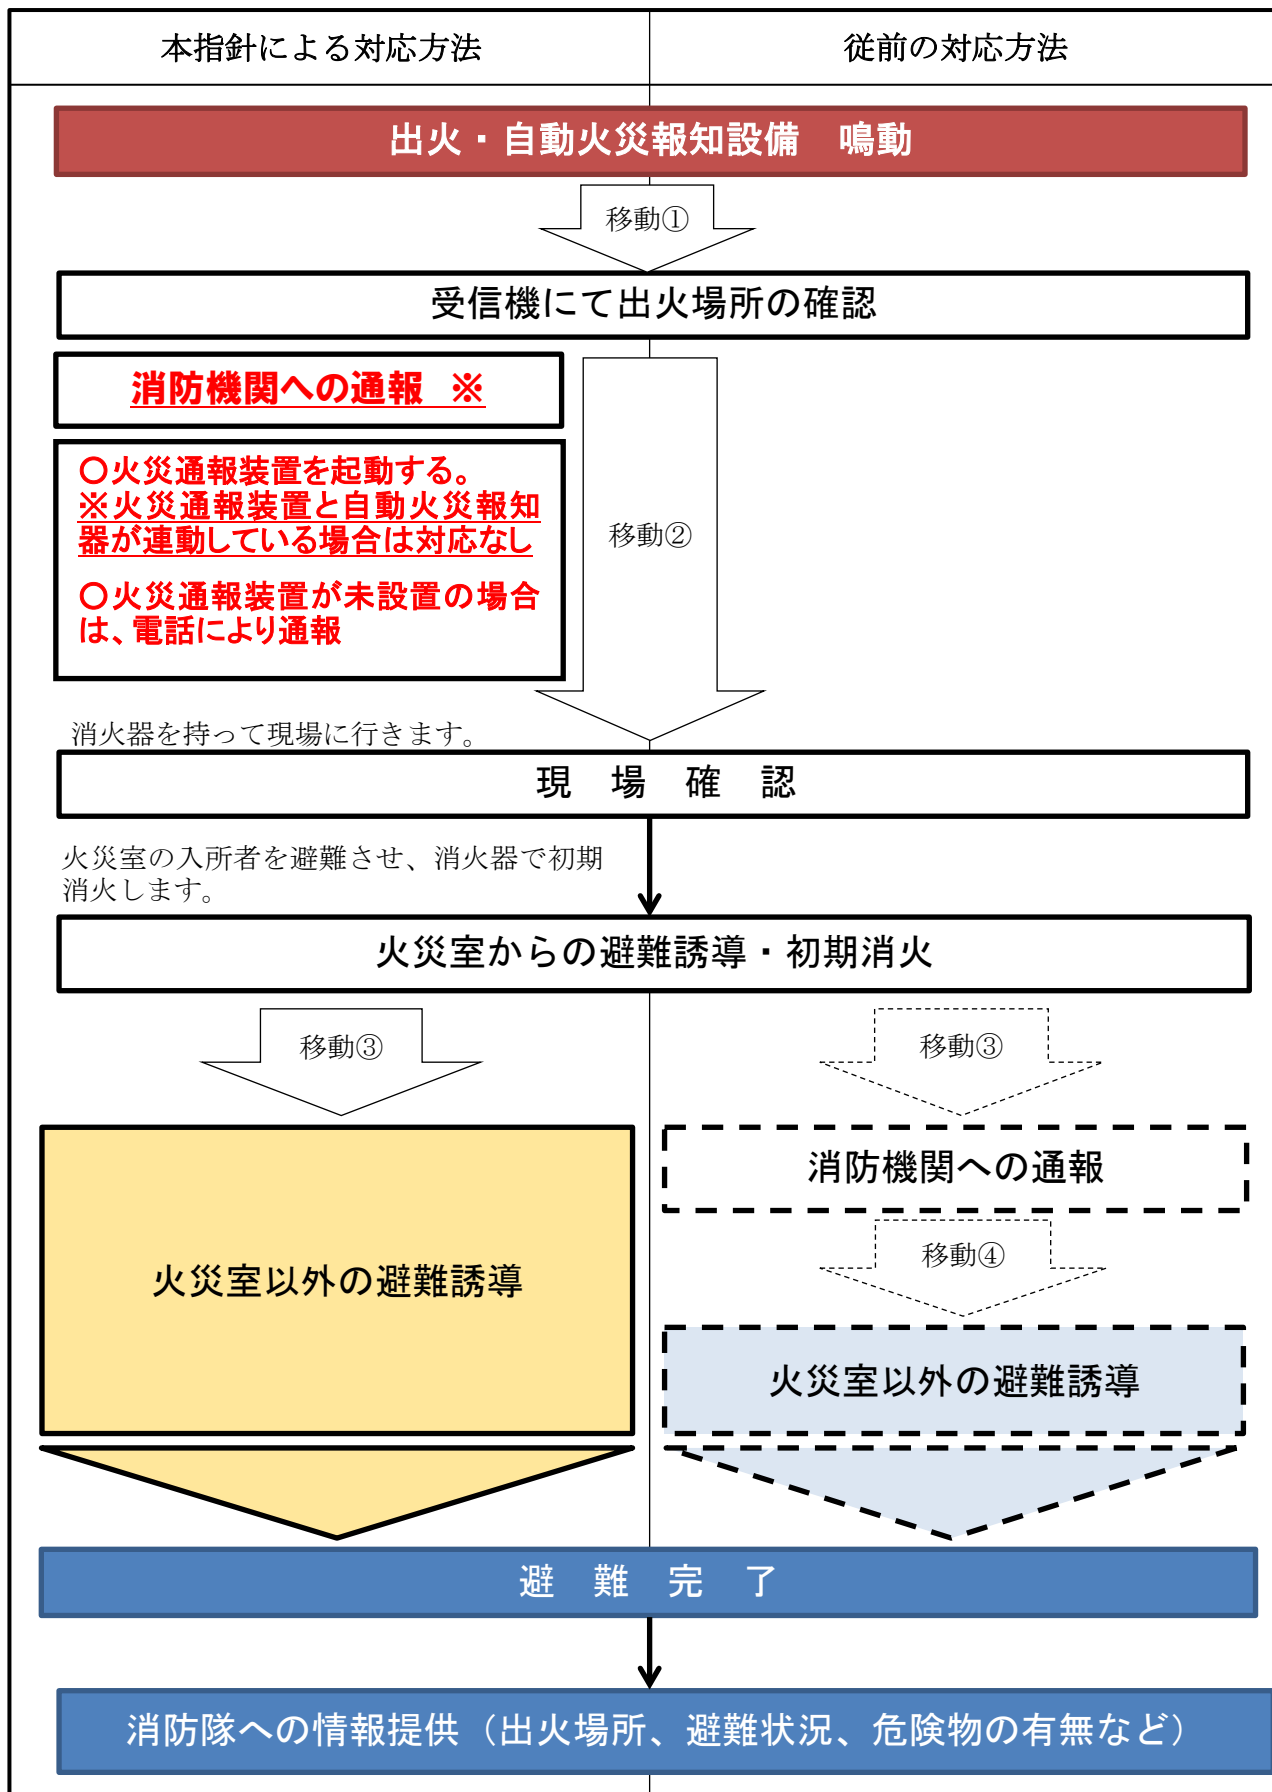 本指針による対応方法
従前の対応方法
出火・自動火災報知設備　鳴動
移動①
受信機にて出火場所の確認
消防機関への通報　※
○火災通報装置を起動する。
※火災通報装置と自動火災報知
器が連動している場合は対応なし
○火災通報装置が未設置の場合
は、電話により通報
移動②
消火器を持って現場に行きます。
現　場　確　認
火災室の入所者を避難させ、消火器で初期
消火します。
火災室からの避難誘導・初期消火
移動③
移動③
消防機関への通報
移動④
火災室以外の避難誘導
火災室以外の避難誘導
避　難　完　了
消防隊への情報提供（出火場所、避難状況、危険物の有無など）